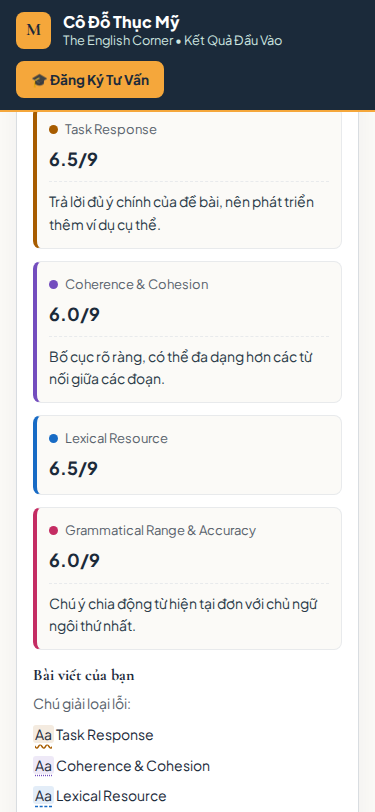 M
Cô Đỗ Thục Mỹ
The English Corner • Kết Quả Đầu Vào
🎓 Đăng Ký Tư Vấn
Task Response
6.5/9
Trả lời đủ ý chính của đề bài, nên phát triển
thêm ví dụ cụ thể.
Coherence & Cohesion
6.0/9
Bố cục rõ ràng, có thể đa dạng hơn các từ
nối giữa các đoạn.
Lexical Resource
6.5/9
Grammatical Range & Accuracy
6.0/9
Chú ý chia động từ hiện tại đơn với chủ ngữ
ngôi thứ nhất.
Bài viết của bạn
Chú giải loại lỗi:
Aa Task Response
Aa Coherence & Cohesion
Aa Lexical Resource